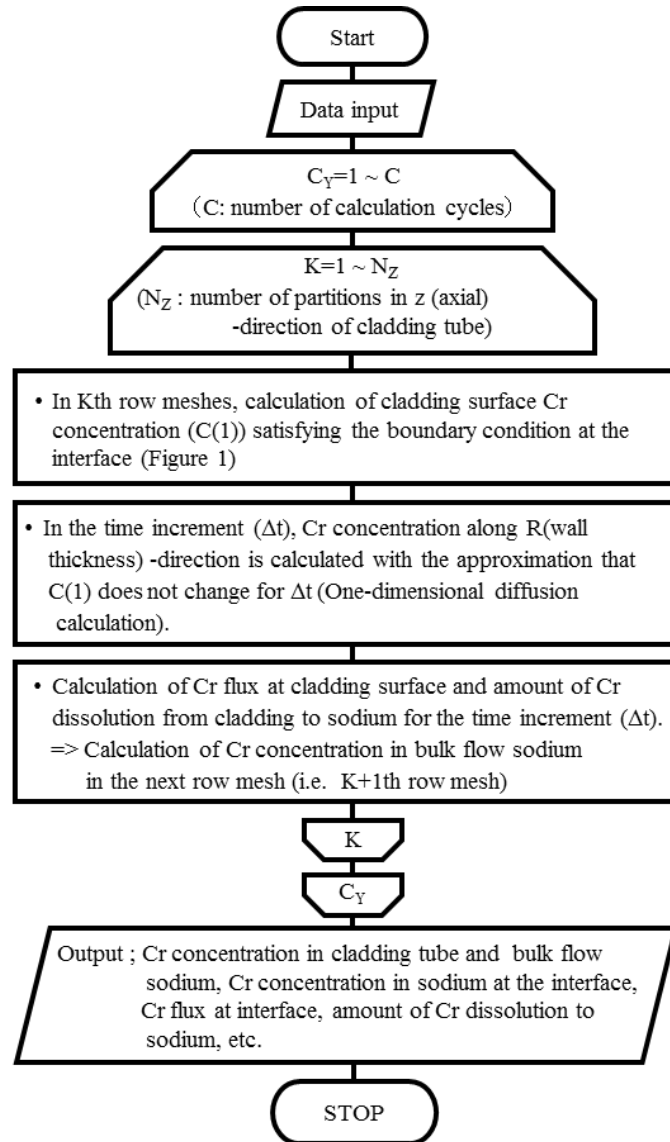 Start
Data input
C_Y=1 ~ C
（C: number of calculation cycles）
K=1 ~ N_Z
(N_Z : number of partitions in z (axial)
-direction of cladding tube)
• In Kth row meshes, calculation of cladding surface Cr
concentration (C(1)) satisfying the boundary condition at the
interface (Figure 1)
• In the time increment (Δt), Cr concentration along R(wall
thickness) -direction is calculated with the approximation that
C(1) does not change for Δt (One-dimensional diffusion
calculation).
• Calculation of Cr flux at cladding surface and amount of Cr
dissolution from cladding to sodium for the time increment (Δt).
=> Calculation of Cr concentration in bulk flow sodium
in the next row mesh (i.e. K+1th row mesh)
K
C_Y
Output ; Cr concentration in cladding tube and bulk flow
sodium, Cr concentration in sodium at the interface,
Cr flux at interface, amount of Cr dissolution to
sodium, etc.
STOP